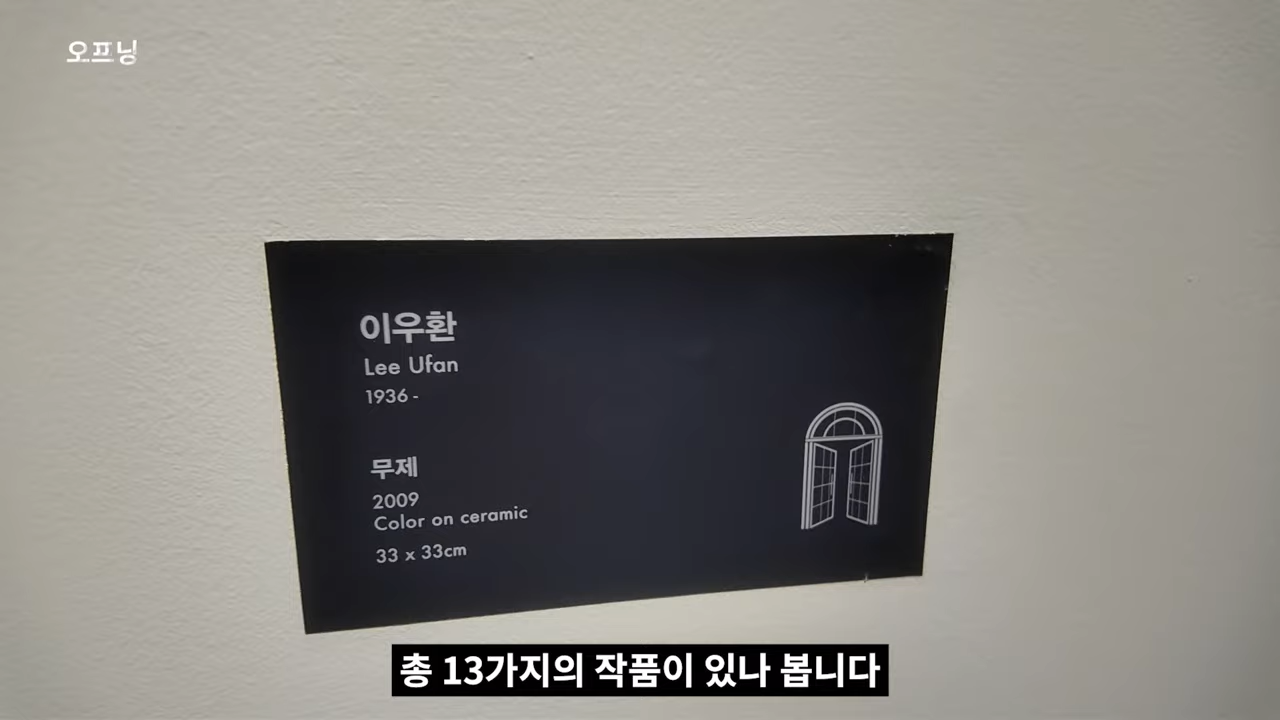 오프닝
이우환
Lee Ufan
1936 -
무제
2009
Color on ceramic
33 x 33cm
총 13가지의 작품이 있나 봅니다